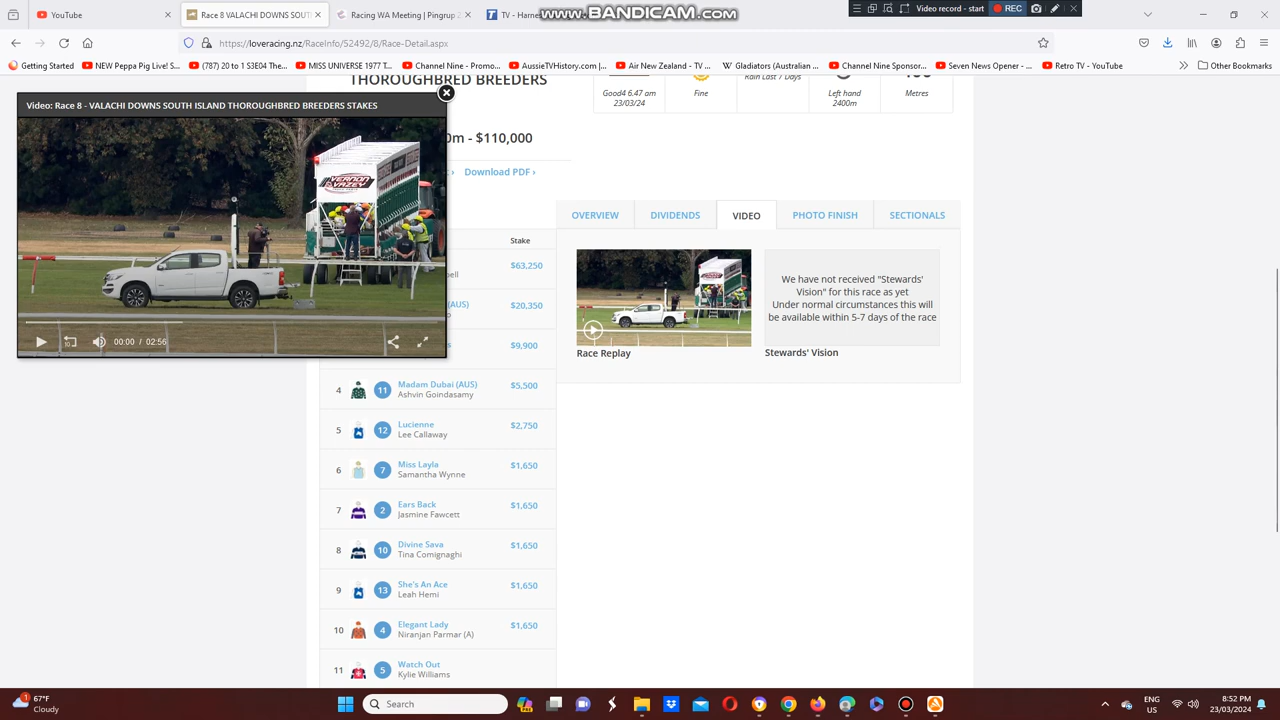 YouTube
Race 8 VALACHI DOWNS SOUT
Racing WA Meeting | Pingrup 2
TV - Harne
WWW.BANDICAM.COM
Video record - start
REC
https://loveracing.nz/RaceInfo/52492/8/Race-Detail.aspx
Getting Started
NEW Peppa Pig Live! S...
(787) 20 to 1 S3E04 The...
MISS UNIVERSE 1977 T...
Channel Nine - Promo...
AussieTVHistory.com |...
Air New Zealand - TV ...
Gladiators (Australian ...
Channel Nine Sponsor...
Seven News Opener - ...
Retro TV - YouTube
Other Bookmarks
THOROUGHBRED BREEDERS
Rain Last 7 Days
Good4 6.47 am
23/03/24
Fine
Left hand
2400m
Metres
Video: Race 8 - VALACHI DOWNS SOUTH ISLAND THOROUGHBRED BREEDERS STAKES
0m - $110,000
Download PDF ›
VERNON
VAZEY
00:00 / 02:56
10
OVERVIEW
DIVIDENDS
VIDEO
PHOTO FINISH
SECTIONALS
Stake
$63,250
bell
(AUS)
$20,350
o
s
$9,900
We have not received "Stewards'
Vision" for this race as yet
Under normal circumstances this will
be available within 5-7 days of the race
Race Replay
Stewards' Vision
4 11 Madam Dubai (AUS) $5,500
Ashvin Goindasamy
5 12 Lucienne $2,750
Lee Callaway
6 7 Miss Layla $1,650
Samantha Wynne
7 2 Ears Back $1,650
Jasmine Fawcett
8 10 Divine Sava $1,650
Tina Comignaghi
9 13 She's An Ace $1,650
Leah Hemi
10 4 Elegant Lady $1,650
Niranjan Parmar (A)
11 5 Watch Out
Kylie Williams
1
67°F
Cloudy
Search
ENG
US
8:52 PM
23/03/2024